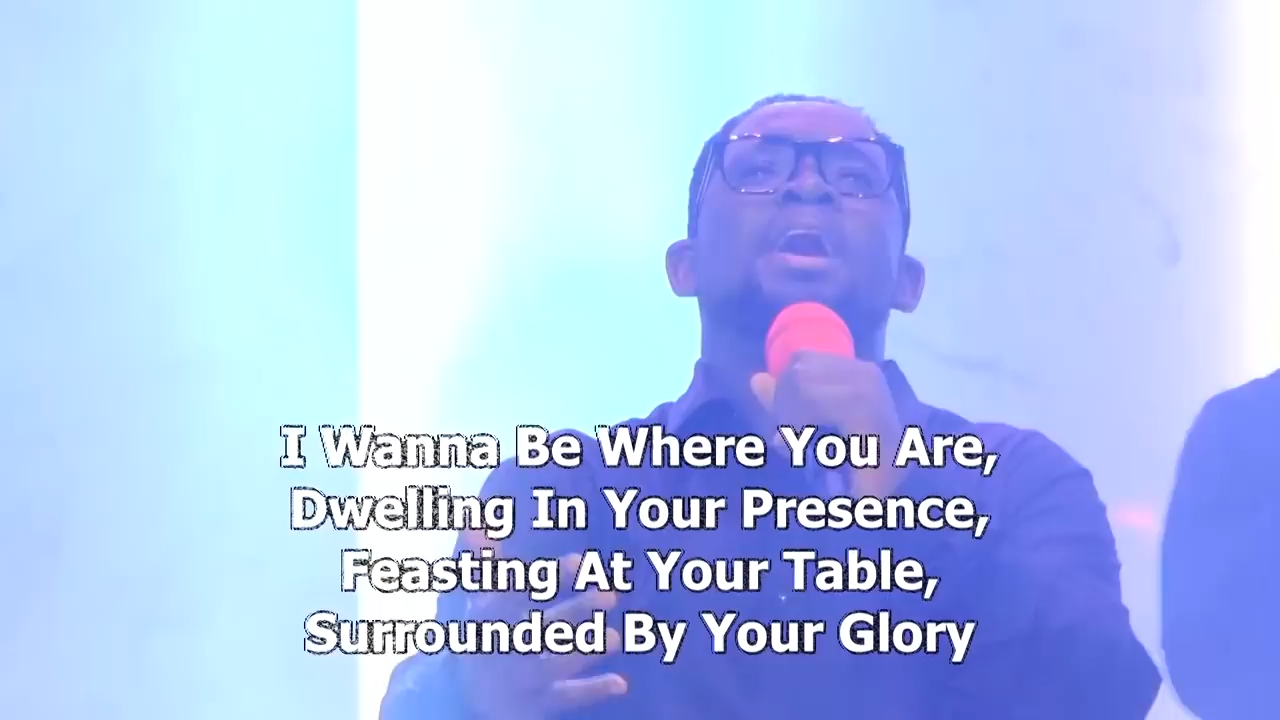 I Wanna Be Where You Are,
Dwelling In Your Presence,
Feasting At Your Table,
Surrounded By Your Glory